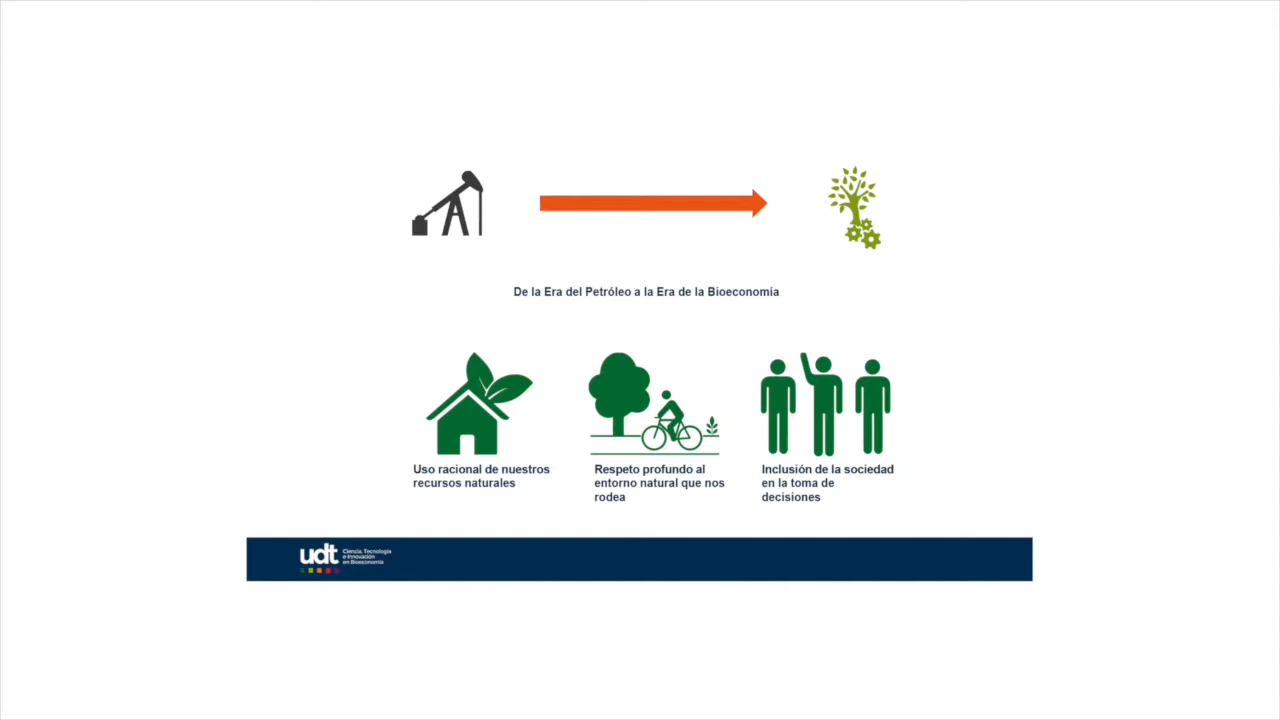 De la Era del Petróleo a la Era de la Bioeconomía
Uso racional de nuestros
recursos naturales
Respeto profundo al
entorno natural que nos
rodea
Inclusión de la sociedad
en la toma de
decisiones
udt
Ciencia, Tecnología
e Innovación
en Bioeconomía